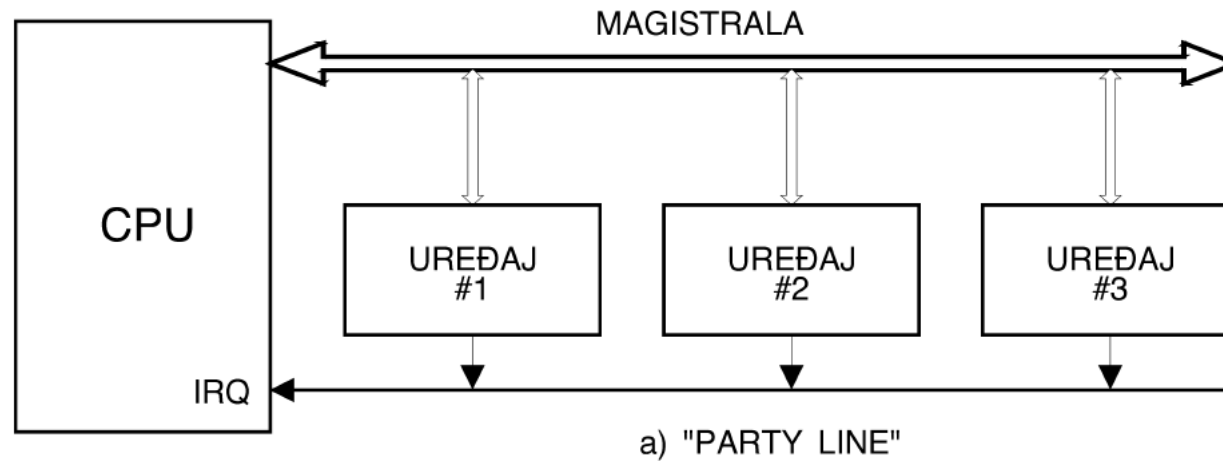 MAGISTRALA
CPU
UREĐAJ
#1
UREĐAJ
#2
UREĐAJ
#3
IRQ
a) "PARTY LINE"